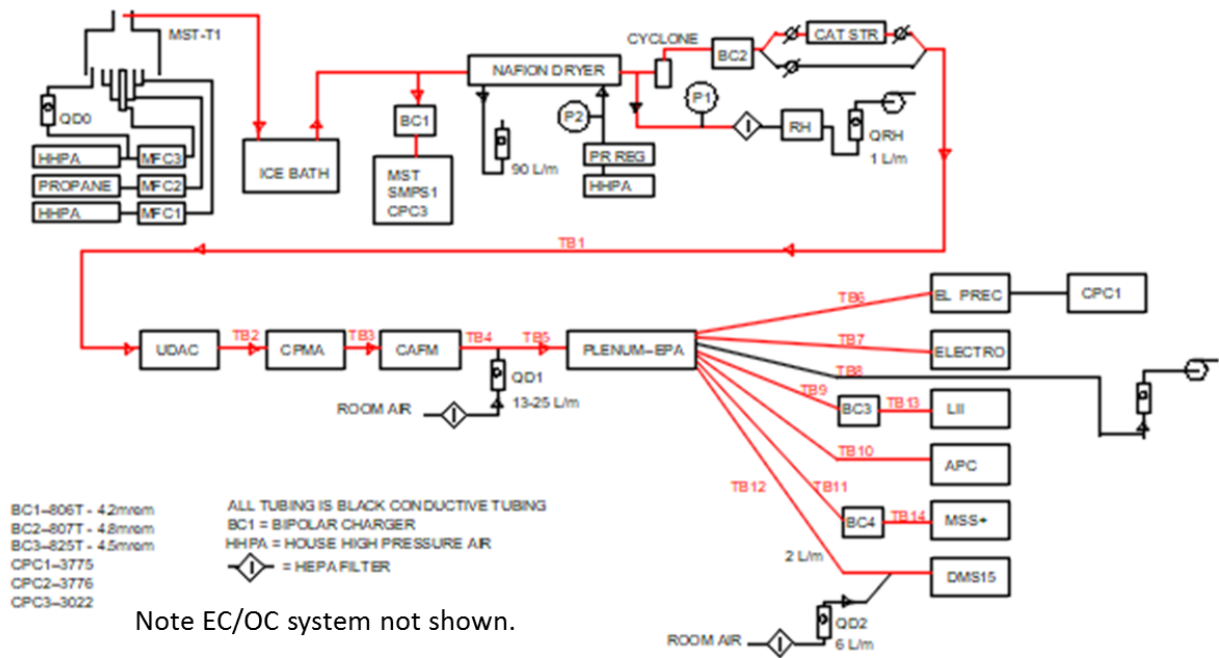 MST-T1
QD0
HHPA
MFC3
PROPANE
MFC2
HHPA
MFC1
ICE BATH
BC1
MST
SMPS1
CPC3
NAFION DRYER
90 L/m
P2
PR REG
HHPA
CYCLONE
BC2
CAT STR
P1
RH
QRH
1 L/m
TB1
UDAC
TB2
CPMA
TB3
CAFM
TB4
TB5
PLENUM–EPA
QD1
13-25 L/m
ROOM AIR
TB6
EL PREC
CPC1
TB7
ELECTRO
TB8
TB9
BC3
TB13
LII
TB10
APC
TB11
BC4
TB14
MSS+
TB12
2 L/m
DMS15
QD2
6 L/m
ROOM AIR
BC1–806T - 4.2mrem
BC2–807T - 4.8mrem
BC3–825T - 4.5mrem
CPC1–3775
CPC2–3776
CPC3–3022
ALL TUBING IS BLACK CONDUCTIVE TUBING
BC1 = BIPOLAR CHARGER
HHPA = HOUSE HIGH PRESSURE AIR
= HEPA FILTER
Note EC/OC system not shown.